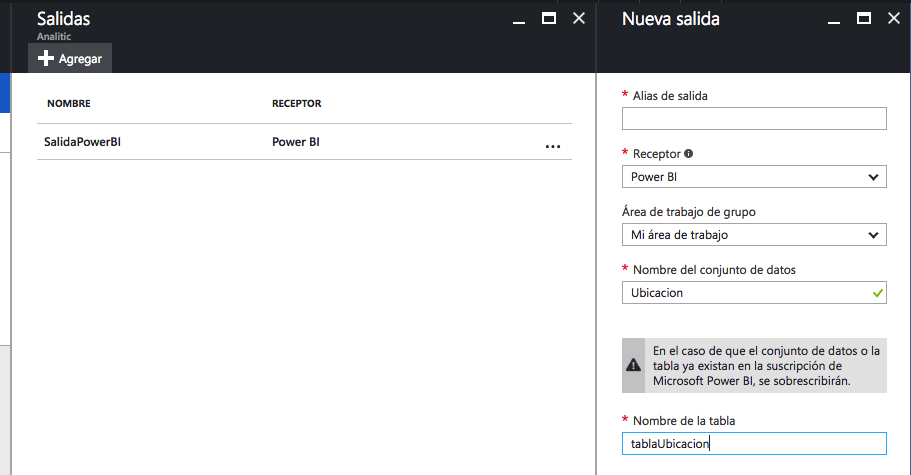 Salidas
Analitic
Agregar
NOMBRE RECEPTOR
SalidaPowerBI Power BI
...
Nueva salida
* Alias de salida
* Receptor
Power BI
Área de trabajo de grupo
Mi área de trabajo
* Nombre del conjunto de datos
Ubicacion
En el caso de que el conjunto de datos o la
tabla ya existan en la suscripción de
Microsoft Power BI, se sobrescribirán.
* Nombre de la tabla
tablaUbicacion